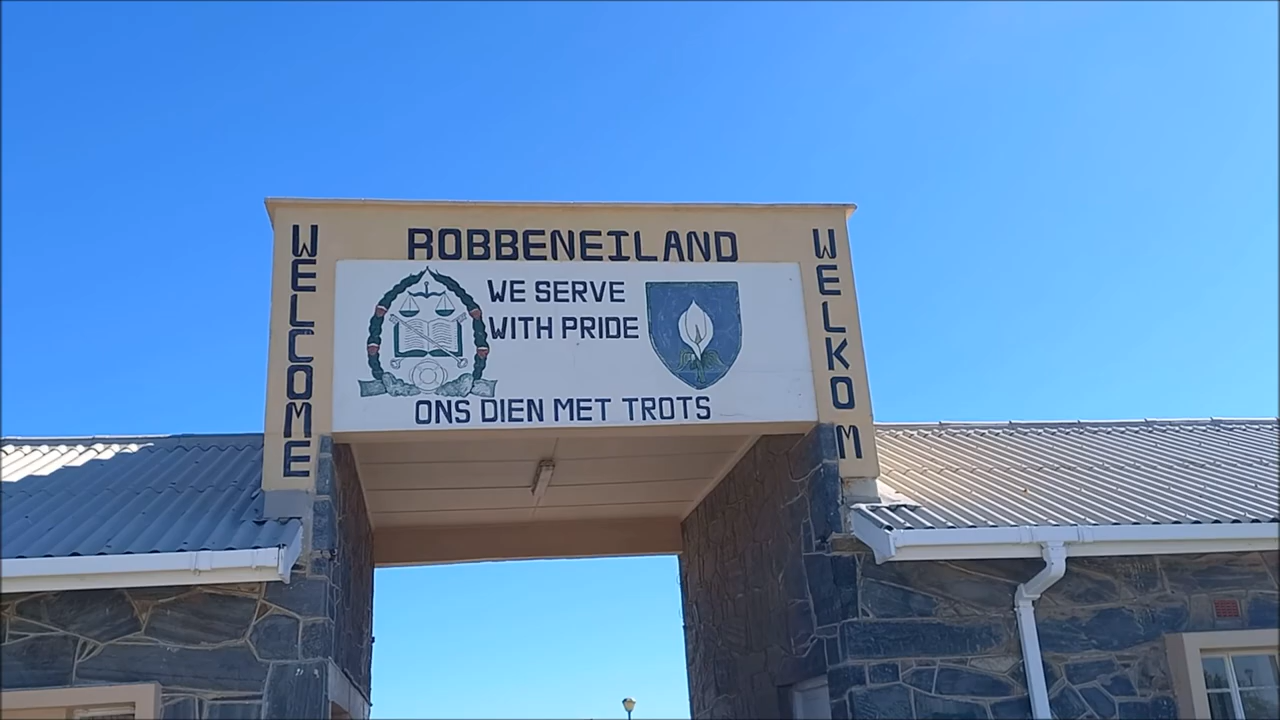 ROBBENEILAND
WELCOME
WE SERVE
WITH PRIDE
ONS DIEN MET TROTS
WELKOM